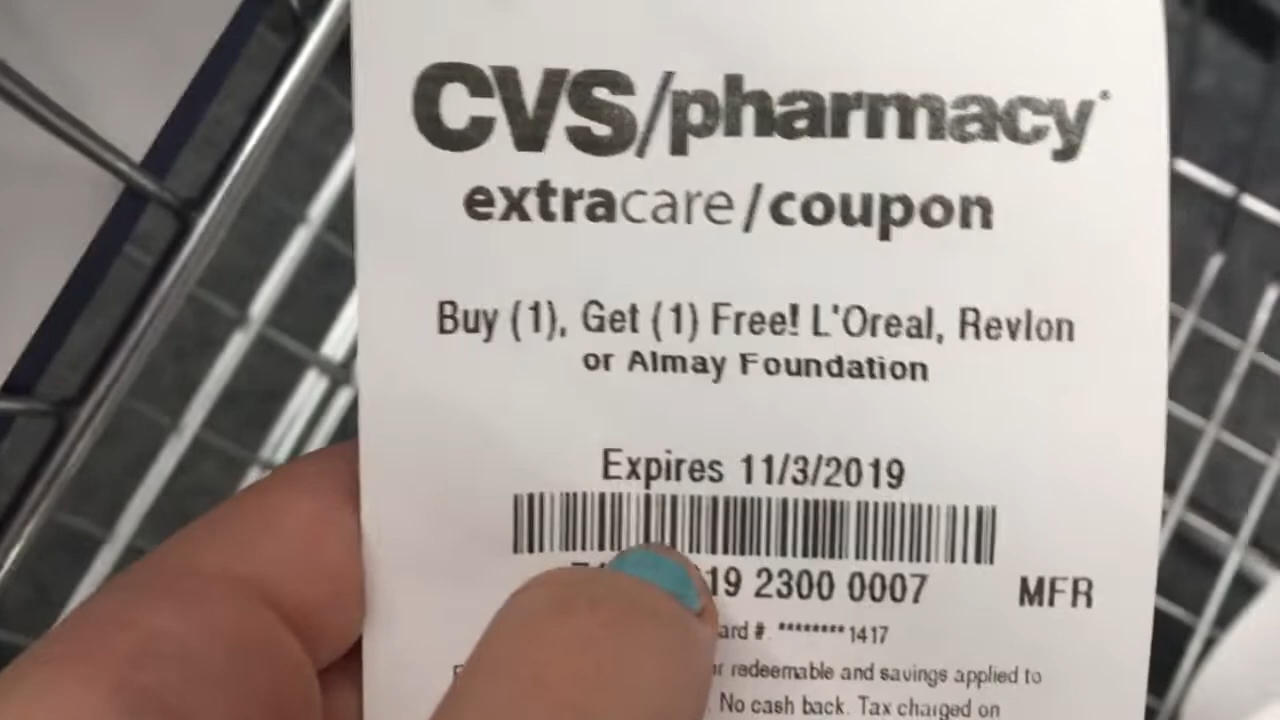 CVS/pharmacy
extracare/coupon
Buy (1), Get (1) Free! L'Oreal, Revlon
or Almay Foundation
Expires 11/3/2019
19 2300 0007 MFR
ard #. ********1417
redeemable and savings applied to
No cash back. Tax charged on